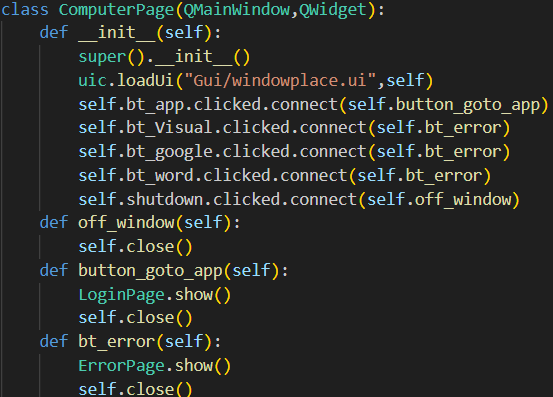 class ComputerPage(QMainWindow,QWidget):
    def __init__(self):
        super().__init__()
        uic.loadUi("Gui/windowplace.ui",self)
        self.bt_app.clicked.connect(self.button_goto_app)
        self.bt_Visual.clicked.connect(self.bt_error)
        self.bt_google.clicked.connect(self.bt_error)
        self.bt_word.clicked.connect(self.bt_error)
        self.shutdown.clicked.connect(self.off_window)
    def off_window(self):
        self.close()
    def button_goto_app(self):
        LoginPage.show()
        self.close()
    def bt_error(self):
        ErrorPage.show()
        self.close()